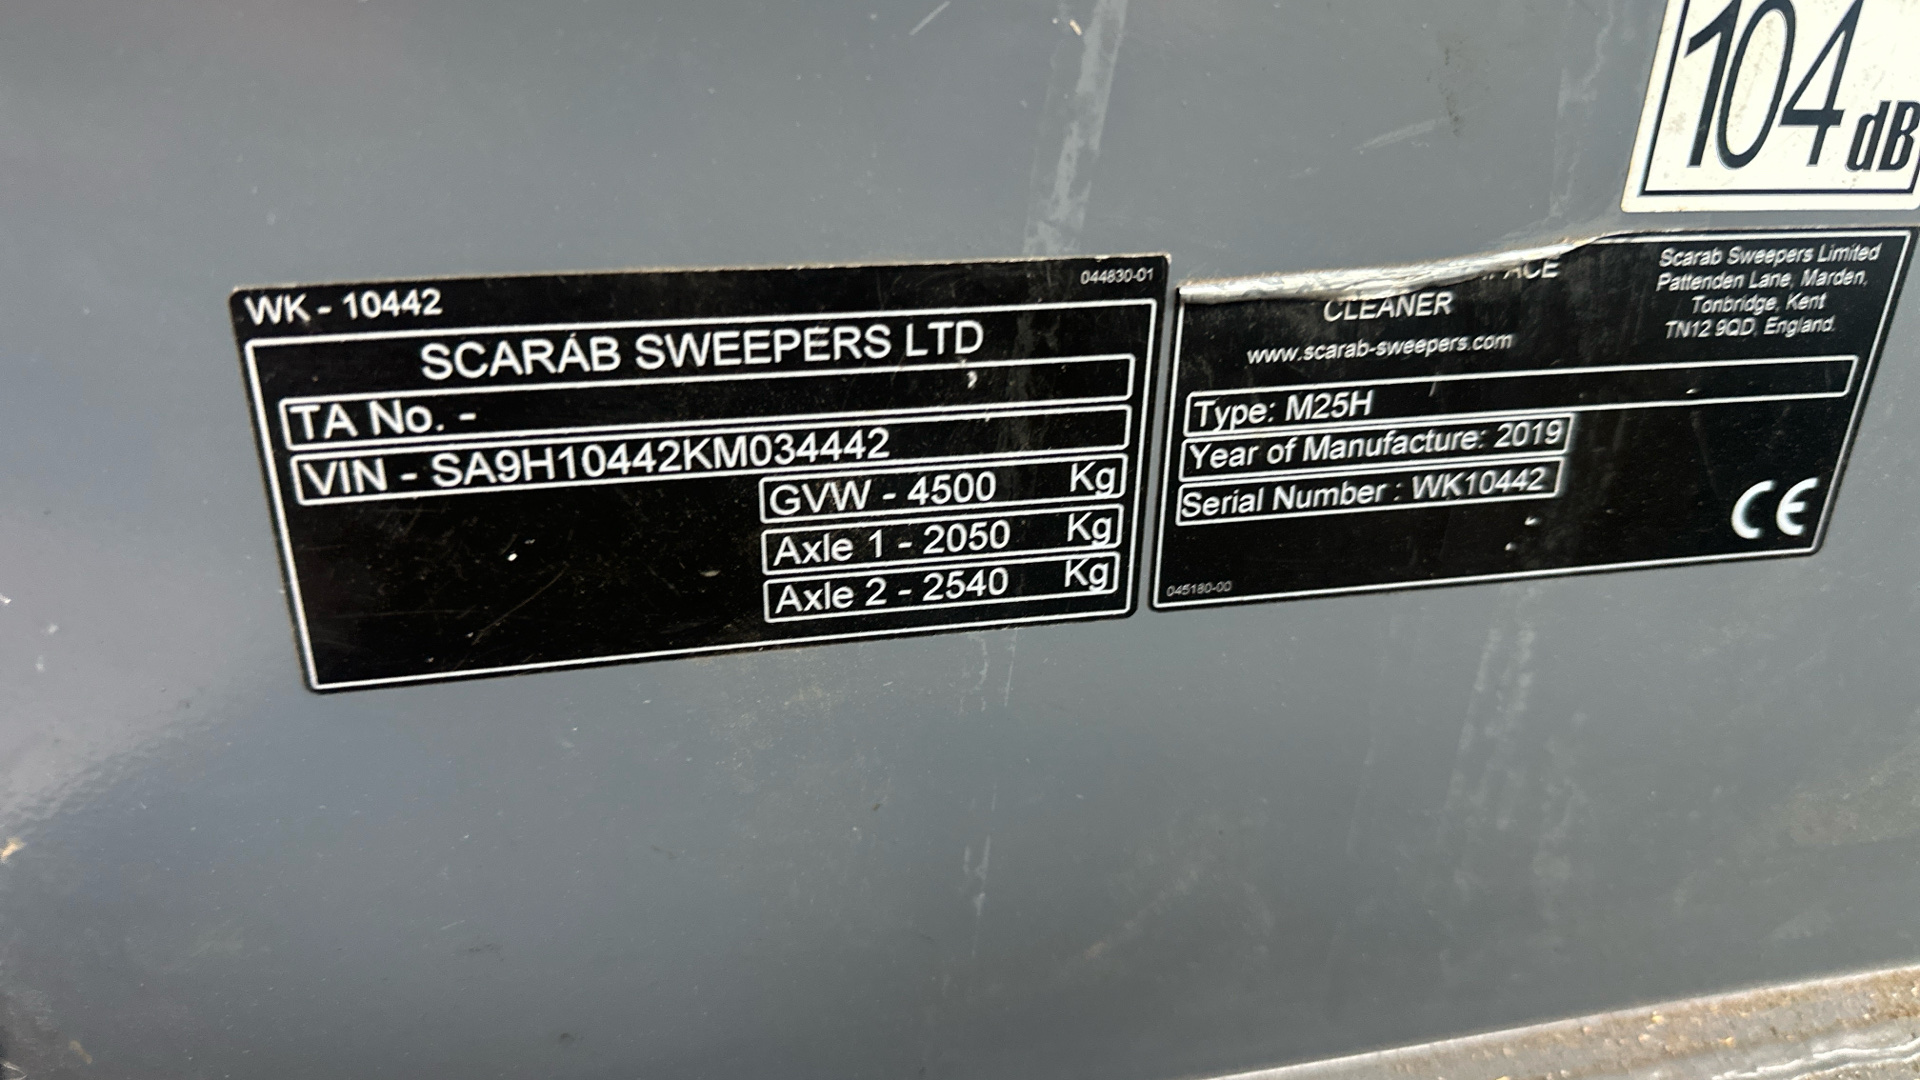 104 dB
WK - 10442
044830-01
SCARAB SWEEPERS LTD
TA No. -
VIN - SA9H10442KM034442
GVW - 4500 Kg
Axle 1 - 2050 Kg
Axle 2 - 2540 Kg
CLEANER
www.scarab-sweepers.com
Scarab Sweepers Limited
Pattenden Lane, Marden,
Tonbridge, Kent
TN12 9QD, England.
Type: M25H
Year of Manufacture: 2019
Serial Number : WK10442
CE
045180-00